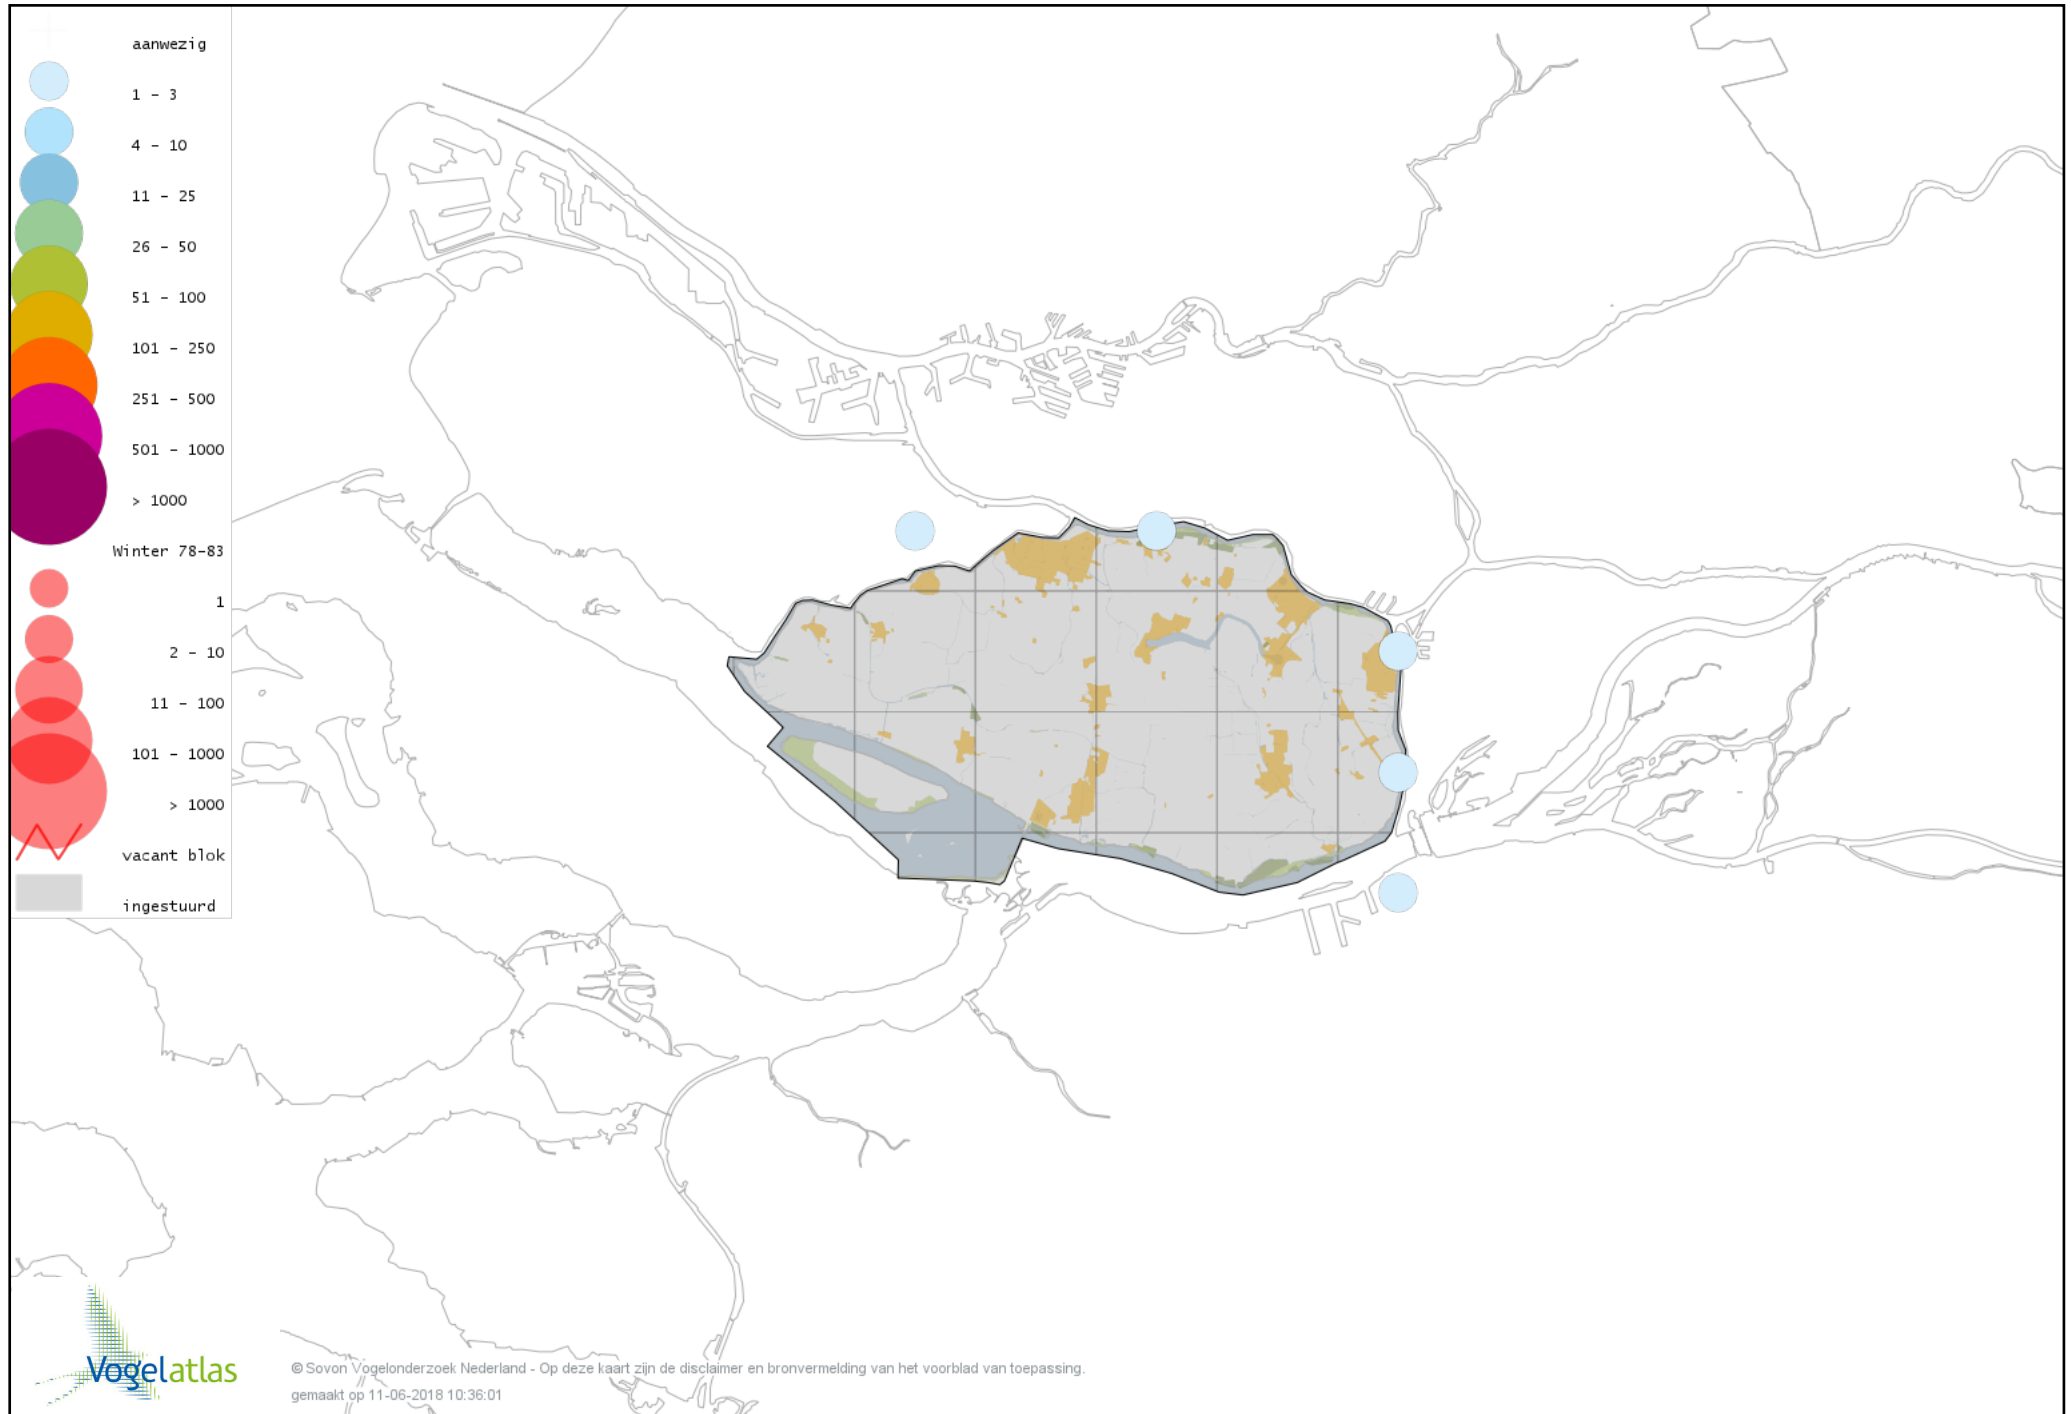 aanwezig
1 - 3
4 - 10
11 - 25
26 - 50
51 - 100
101 - 250
251 - 500
501 - 1000
> 1000
Winter 78-83
1
2 - 10
11 - 100
101 - 1000
> 1000
vacant blok
ingestuurd
Vogelatlas
© Sovon Vogelonderzoek Nederland - Op deze kaart zijn de disclaimer en bronvermelding van het voorblad van toepassing.
gemaakt op 11-06-2018 10:36:01